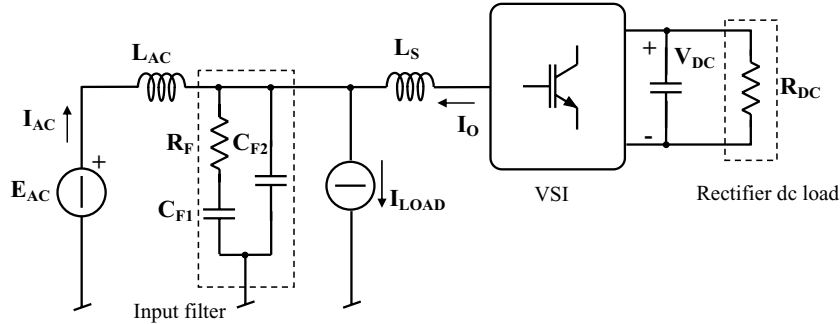 L_AC
L_S
+
V_DC
R_DC
-
I_AC
+
E_AC
R_F
C_F2
C_F1
I_O
I_LOAD
VSI
Rectifier dc load
Input filter